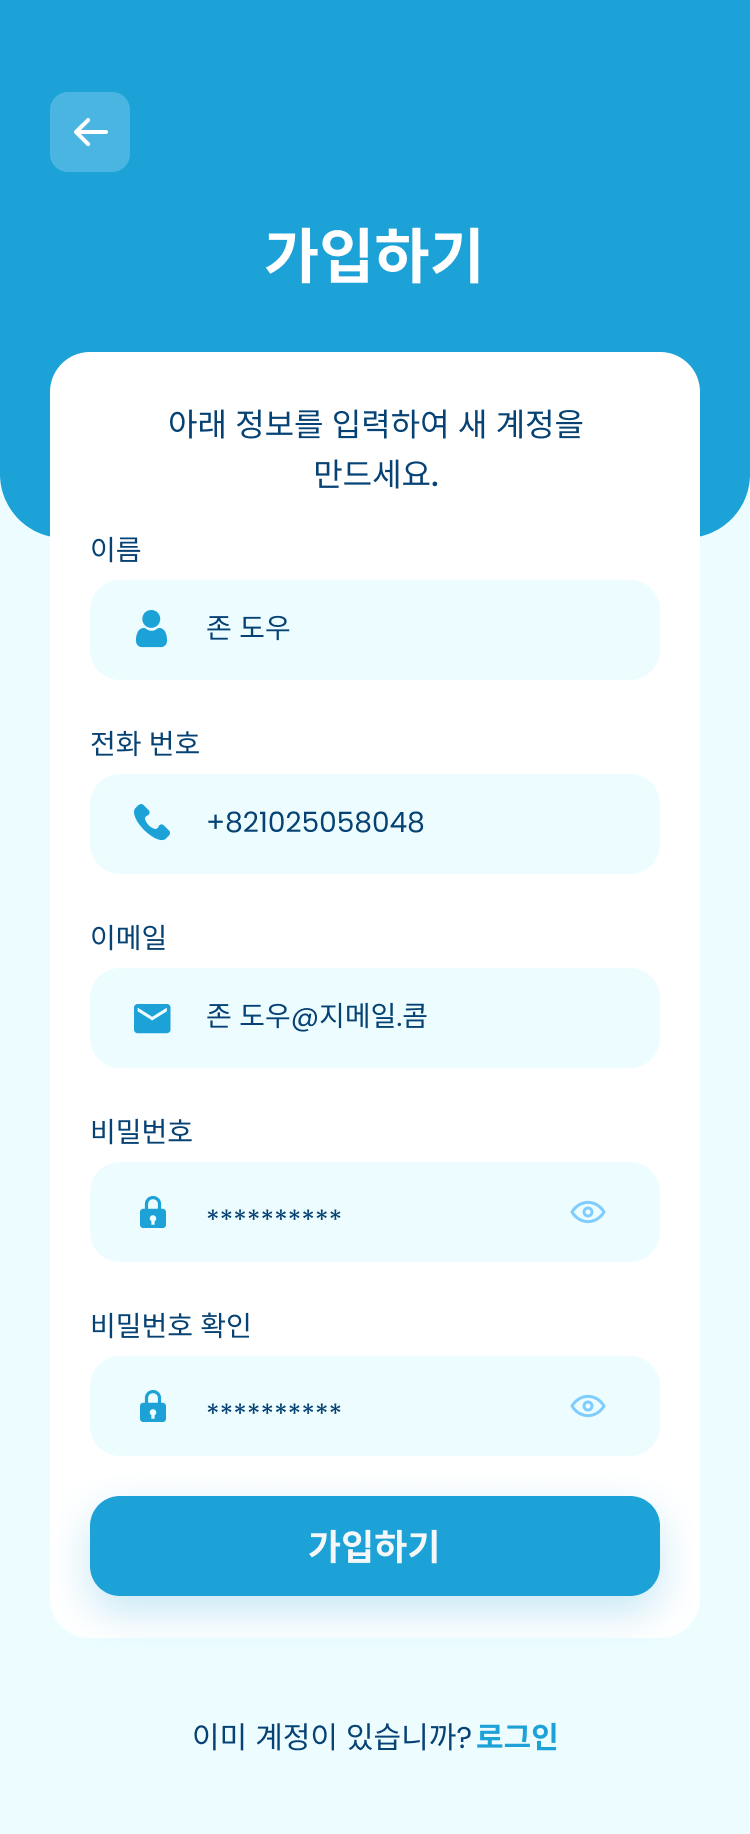 가입하기
아래 정보를 입력하여 새 계정을
만드세요.
이름
존 도우
전화 번호
+821025058048
이메일
존 도우@지메일.콤
비밀번호
**********
비밀번호 확인
**********
가입하기
이미 계정이 있습니까? 로그인